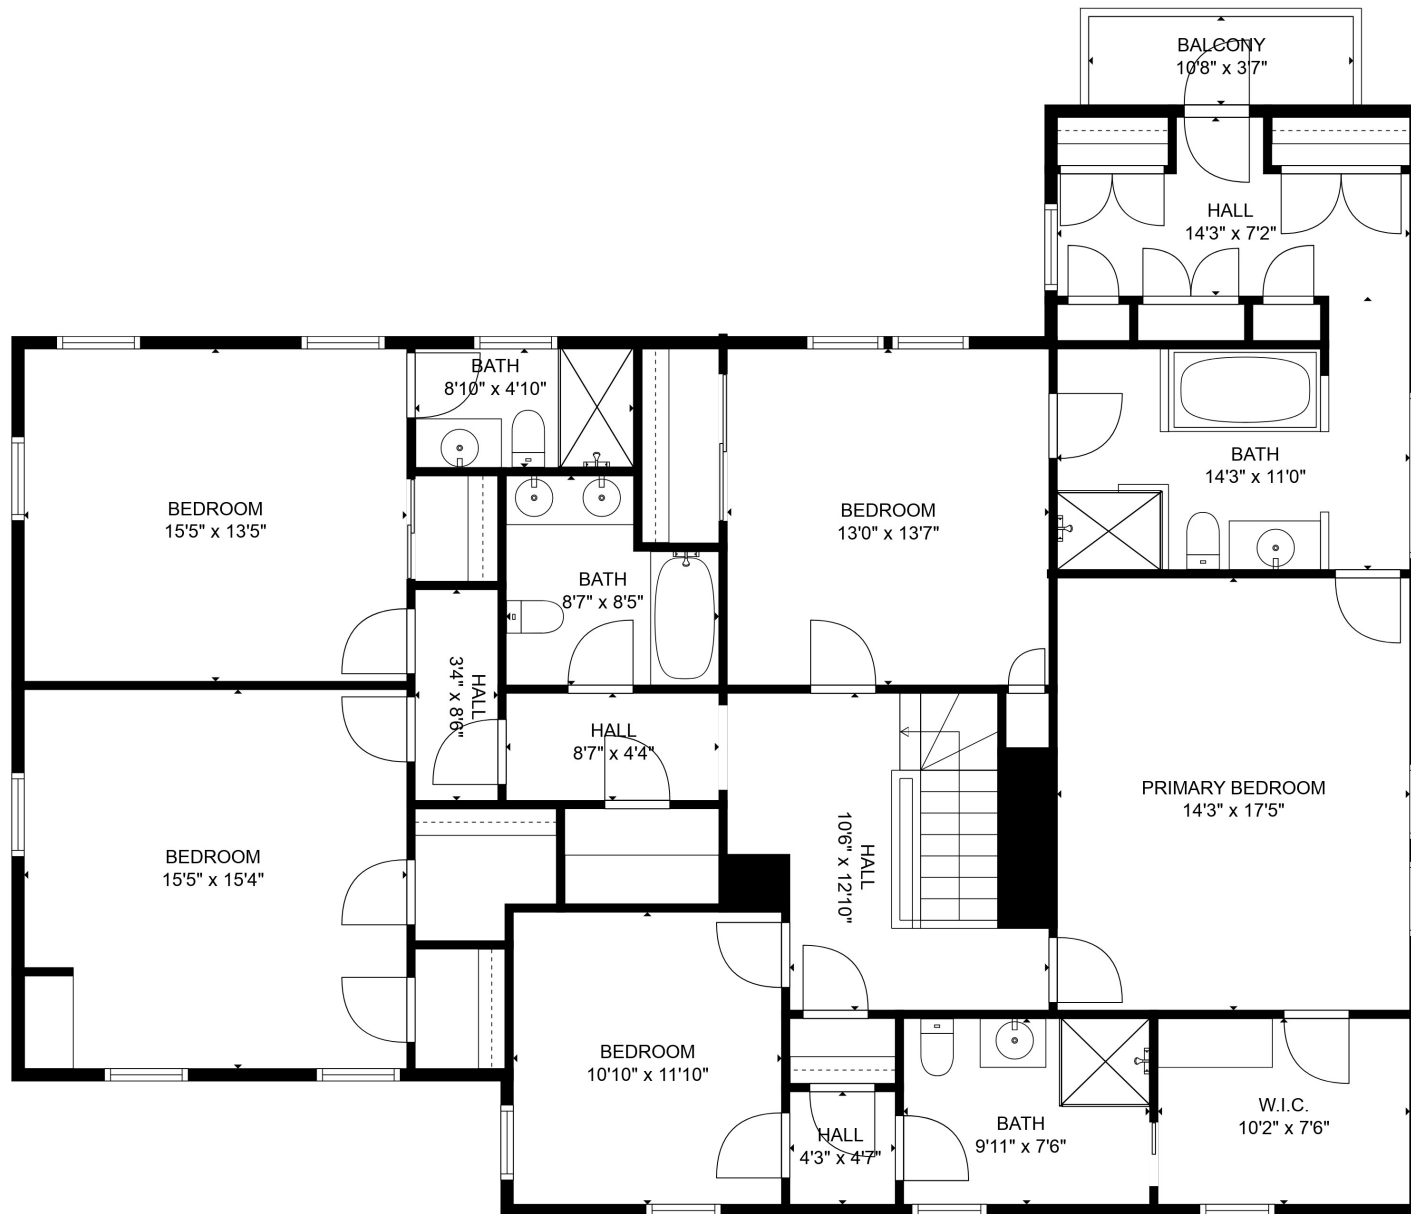 BALCONY
10'8" x 3'7"
HALL
14'3" x 7'2"
BATH
8'10" x 4'10"
BATH
14'3" x 11'0"
BEDROOM
15'5" x 13'5"
BEDROOM
13'0" x 13'7"
BATH
8'7" x 8'5"
HALL
3'4" x 8'6"
HALL
8'7" x 4'4"
PRIMARY BEDROOM
14'3" x 17'5"
BEDROOM
15'5" x 15'4"
HALL
10'6" x 12'10"
BEDROOM
10'10" x 11'10"
HALL
4'3" x 4'7"
BATH
9'11" x 7'6"
W.I.C.
10'2" x 7'6"